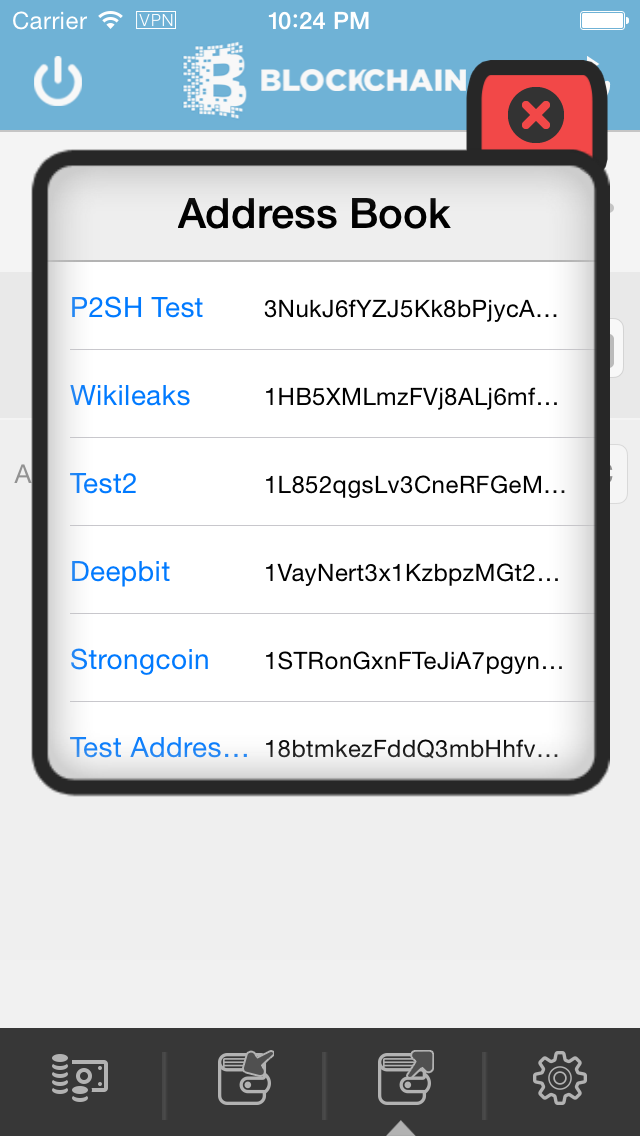 Carrier VPN 10:24 PM
BLOCKCHAIN
Address Book
P2SH Test 3NukJ6fYZJ5Kk8bPjycA...
Wikileaks 1HB5XMLmzFVj8ALj6mf...
Test2 1L852qgsLv3CneRFGeM...
Deepbit 1VayNert3x1KzbpzMGt2...
Strongcoin 1STRonGxnFTeJiA7pgyn...
Test Addres... 18btmkezFddQ3mbHhfv...